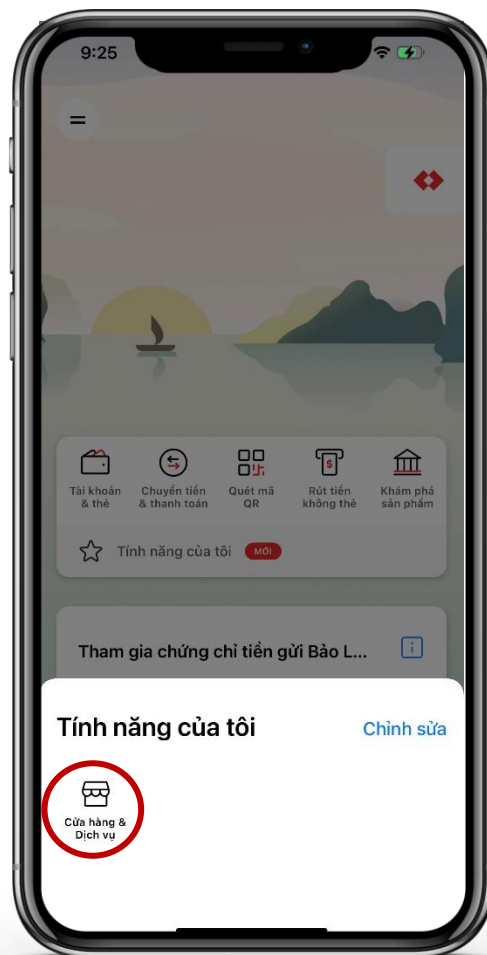 9:25
Tài khoản
& thẻ
Chuyển tiền
& thanh toán
Quét mã
QR
Rút tiền
không thẻ
Khám phá
sản phẩm
Tính năng của tôi MỚI
Tham gia chứng chỉ tiền gửi Bảo L...
Tính năng của tôi Chỉnh sửa
Cửa hàng &
Dịch vụ